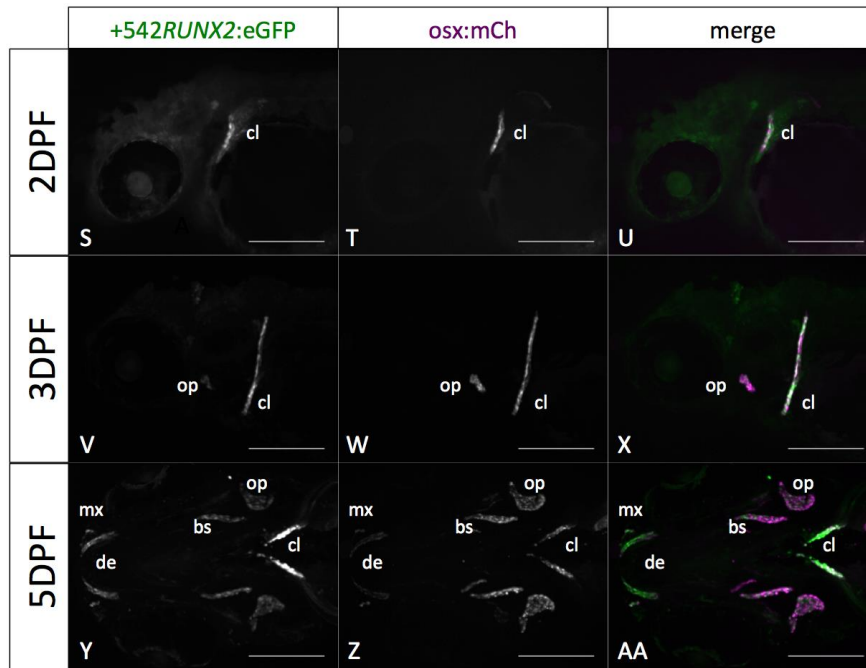 +542RUNX2:eGFP osx:mCh merge
2DPF
cl
S
cl
T
cl
U
3DPF
op
cl
V
op
cl
W
op
cl
X
5DPF
op
mx
bs
cl
de
Y
op
bs
cl
de
Z
op
mx
bs
cl
de
AA